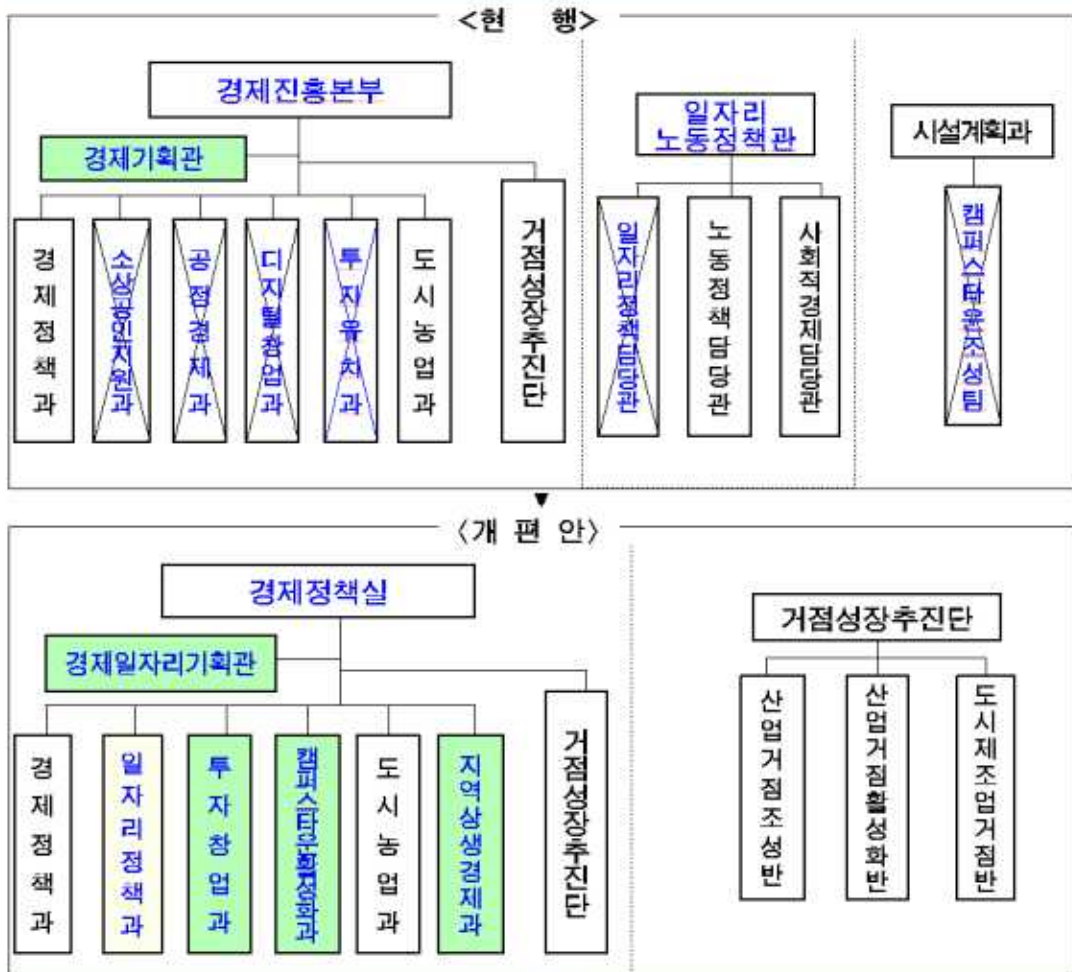 <현 행>
경제진흥본부
경제기획관
경제정책과
소상공인지원과
공정경제과
디지털창업과
투자유치과
도시농업과
거점성장추진단
일자리
노동정책관
일자리정책담당관
노동정책담당관
사회적경제담당관
시설계획과
캠퍼스타운조성팀
▼
<개 편 안>
경제정책실
경제일자리기획관
경제정책과
일자리정책과
투자창업과
캠퍼스타운활성화과
도시농업과
지역상생경제과
거점성장추진단
거점성장추진단
산업거점조성반
산업거점활성화반
도시제조업거점반